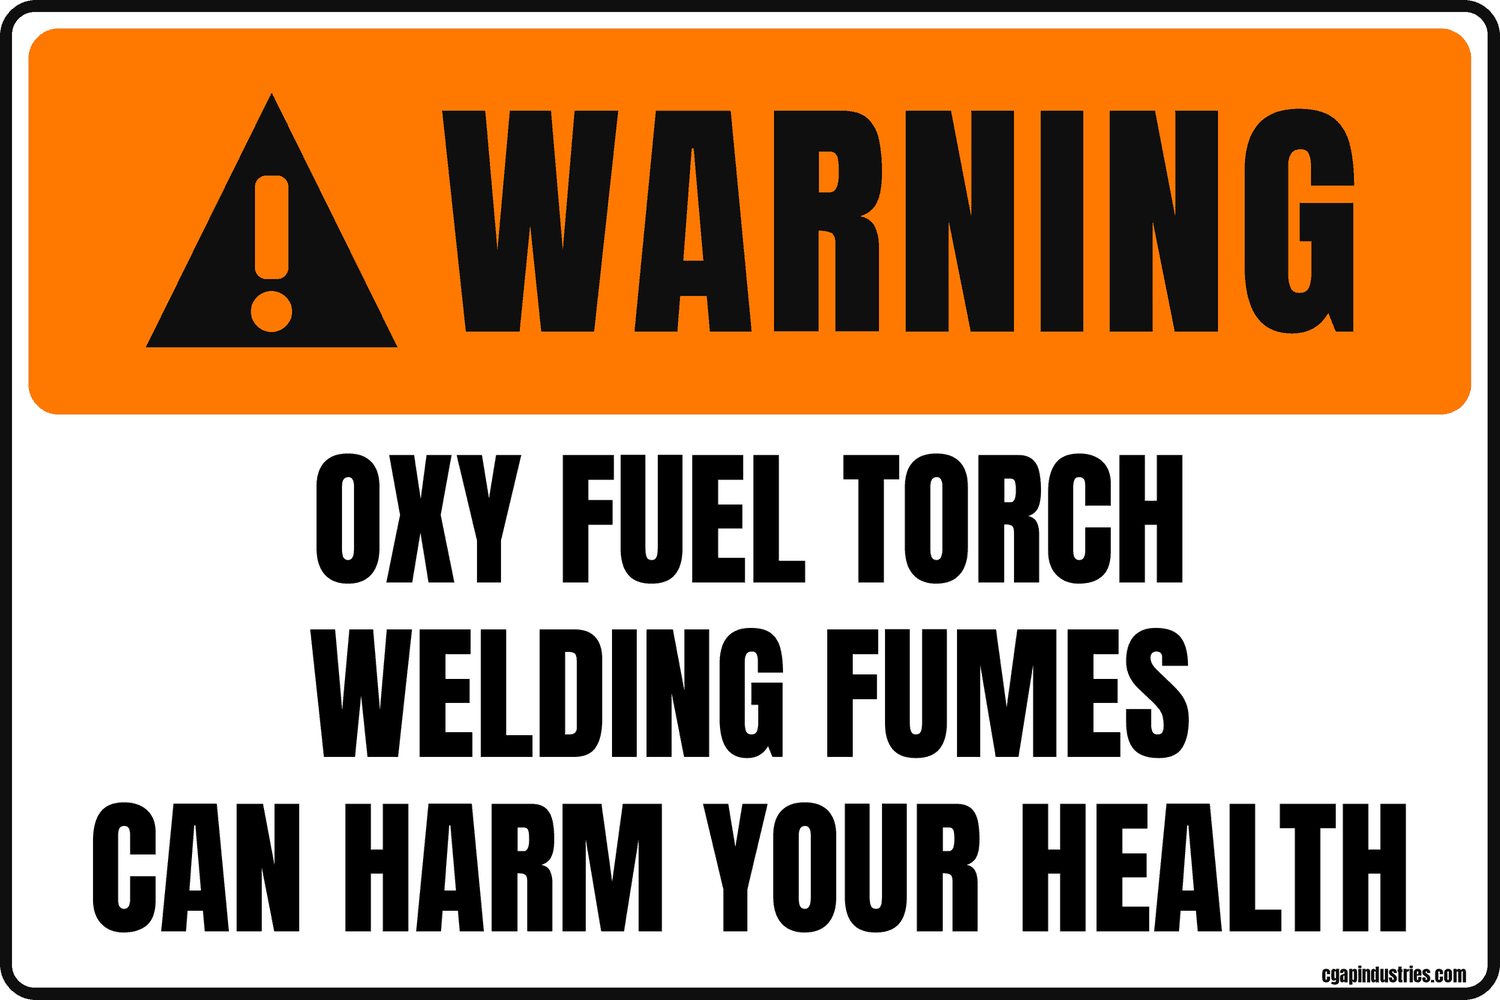 WARNING
OXY FUEL TORCH
WELDING FUMES
CAN HARM YOUR HEALTH
cgapindustries.com